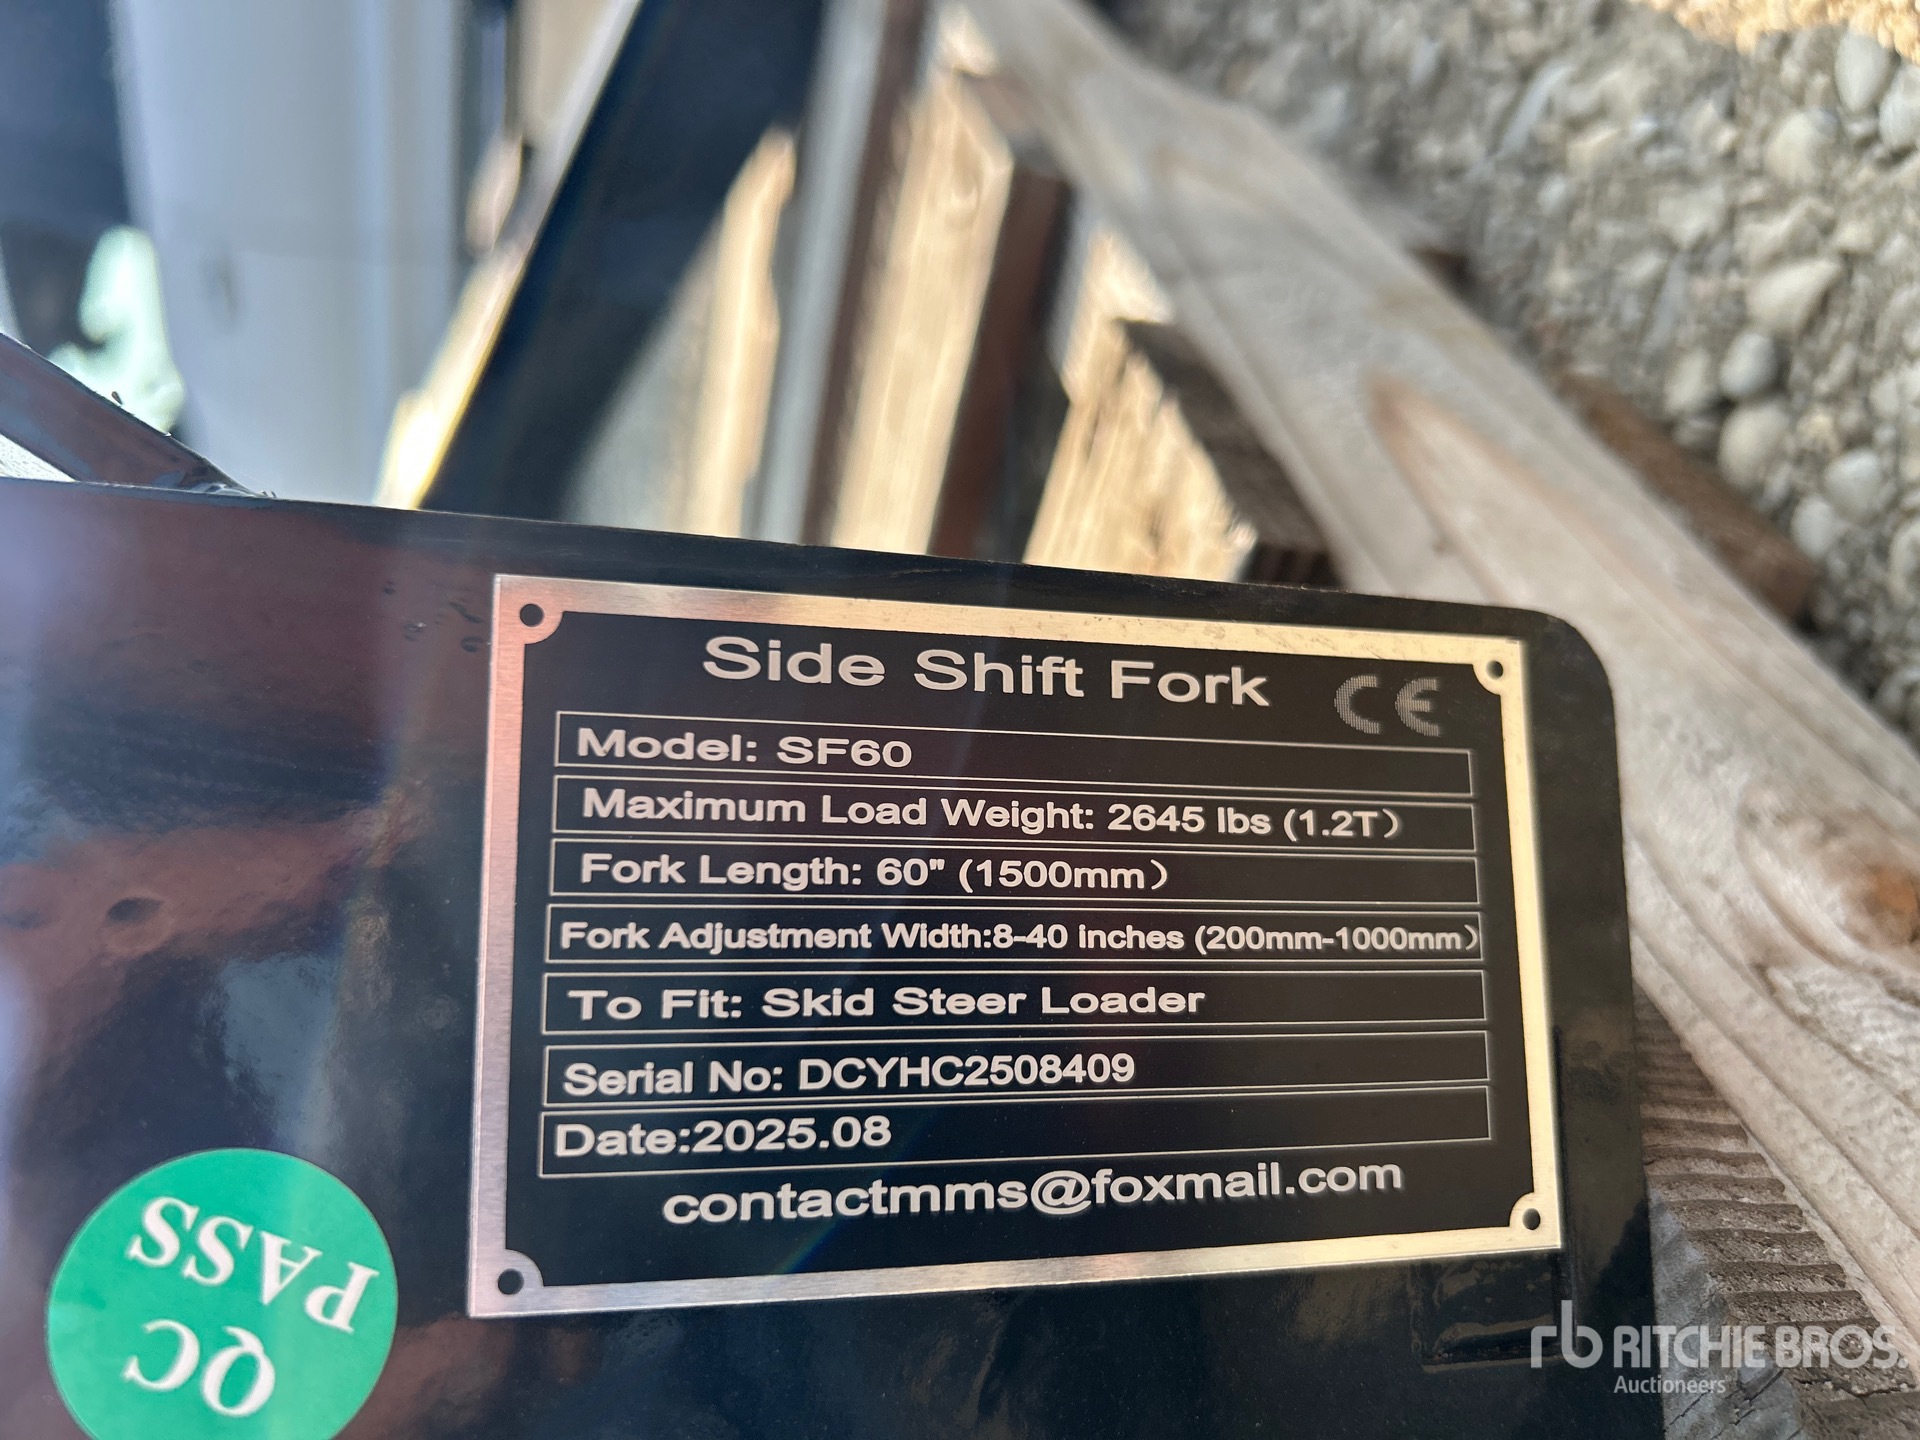 Side Shift Fork
CE
Model: SF60
Maximum Load Weight: 2645 lbs (1.2T)
Fork Length: 60" (1500mm)
Fork Adjustment Width:8-40 inches (200mm-1000mm)
To Fit: Skid Steer Loader
Serial No: DCYHC2508409
Date:2025.08
contactmms@foxmail.com
QC
PASS
rb RITCHIE BROS.
Auctioneers